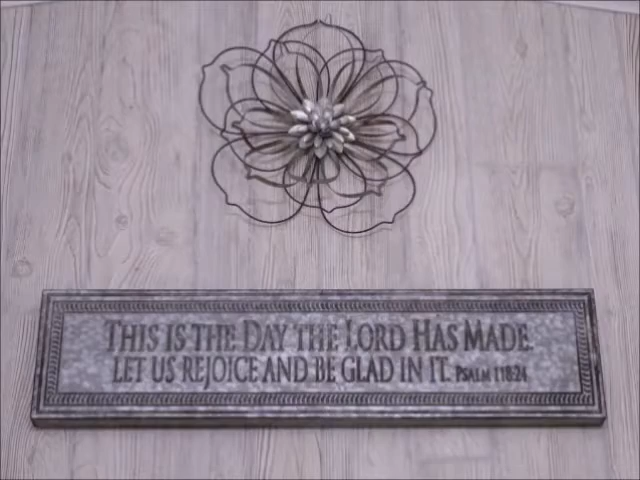 THIS IS THE DAY THE LORD HAS MADE.
LET US REJOICE AND BE GLAD IN IT. PSALM 118:24